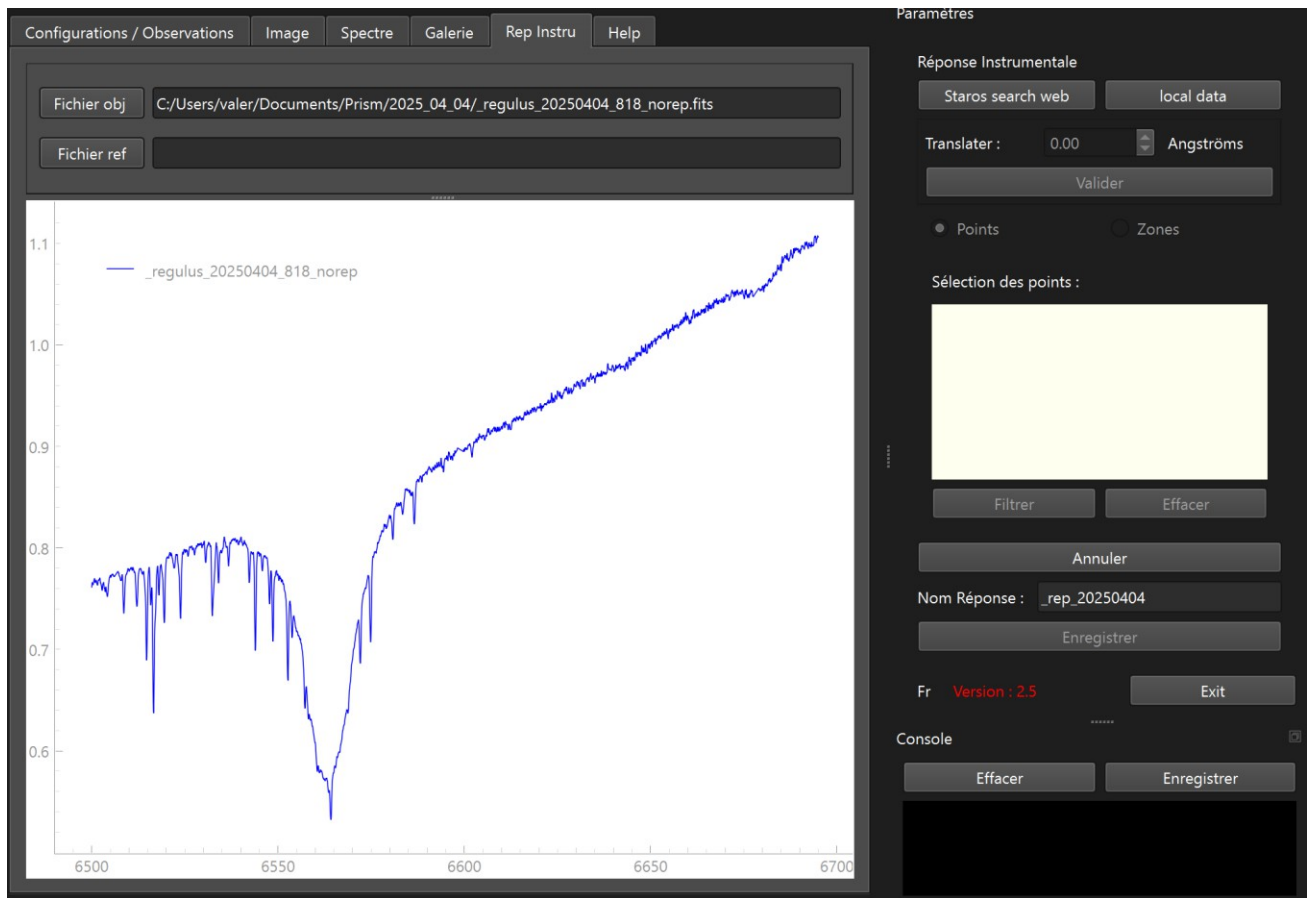 Configurations / Observations Image Spectre Galerie Rep Instru Help
Fichier obj C:/Users/valer/Documents/Prism/2025_04_04/_regulus_20250404_818_norep.fits
Fichier ref
1.1
_regulus_20250404_818_norep
1.0
0.9
0.8
0.7
0.6
6500 6550 6600 6650 6700
Paramètres
Réponse Instrumentale
Staros search web local data
Translater : 0.00 Angströms
Valider
Points Zones
Sélection des points :
Filtrer Effacer
Annuler
Nom Réponse : _rep_20250404
Enregistrer
Fr Version : 2.5 Exit
Console
Effacer Enregistrer